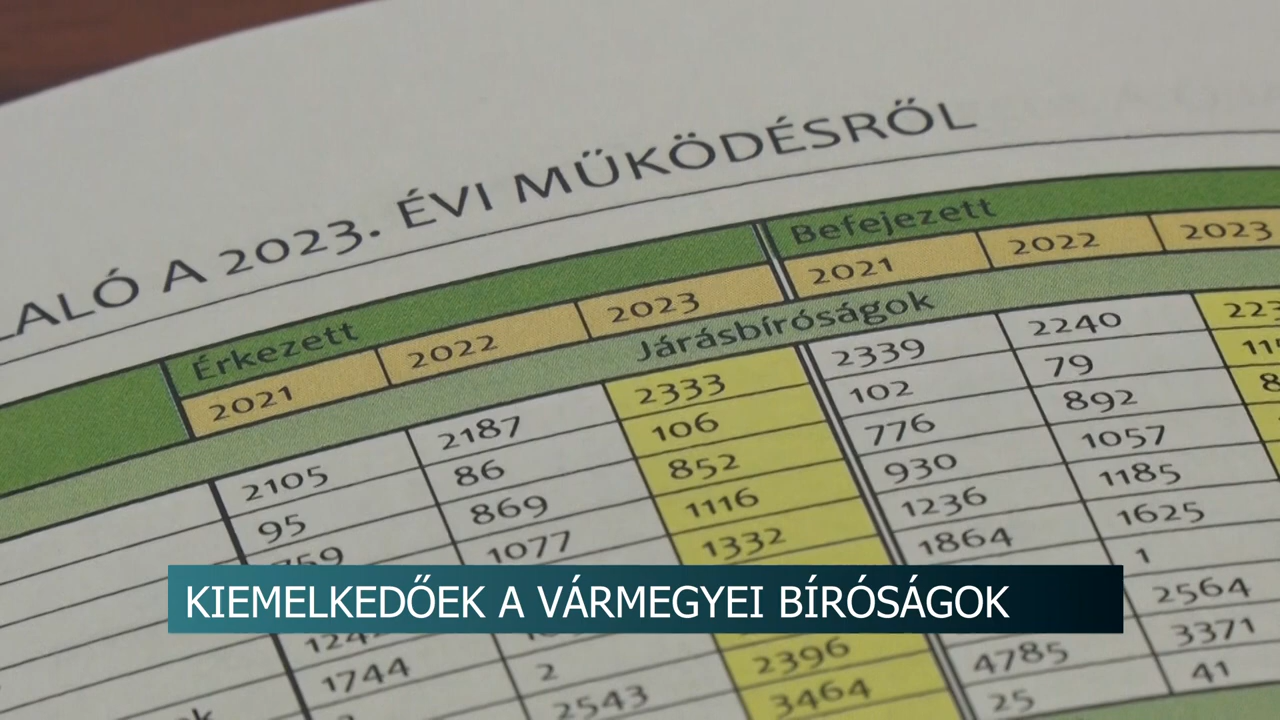 A 2023. ÉVI MŰKÖDÉSRŐL
Érkezett Befejezett
2021 2022 2023 2021 2022 2023
Járásbíróságok
2105 2187 2333 2339 2240
95 86 106 102 79
869 852 776 892
1077 1116 930 1057
1332 1236 1185
1864 1625
1
KIEMELKEDŐEK A VÁRMEGYEI BÍRÓSÁGOK
1744 2 2396 2564
2543 3464 4785 3371
25 41